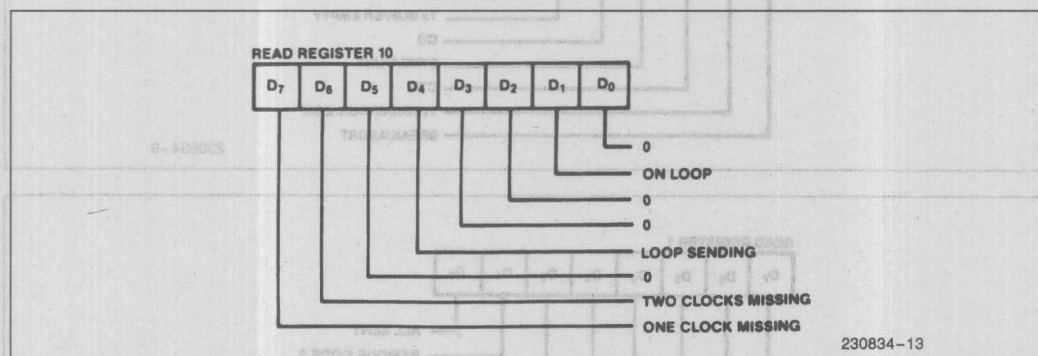 READ REGISTER 10
D7 D6 D5 D4 D3 D2 D1 D0
0
ON LOOP
0
0
LOOP SENDING
0
TWO CLOCKS MISSING
ONE CLOCK MISSING
230834-13